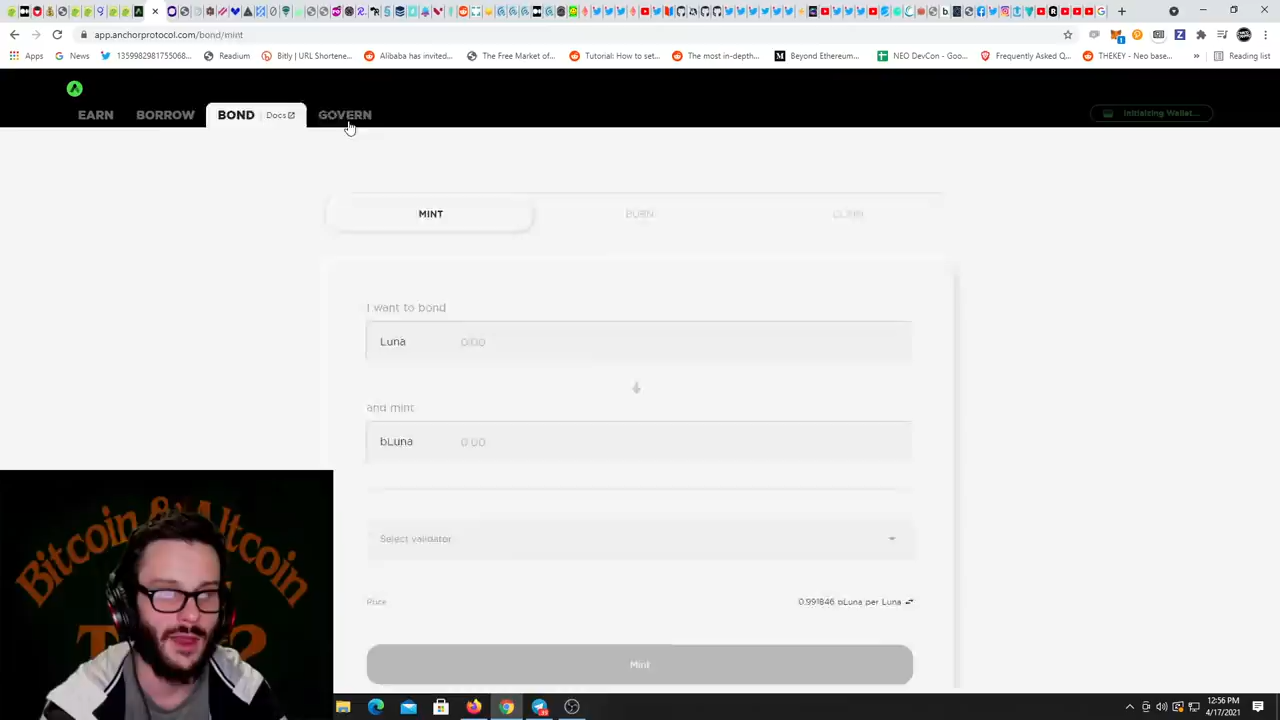 app.anchorprotocol.com/bond/mint
Apps
News
1359982981755068...
Readium
Bitly | URL Shortene...
Alibaba has invited...
The Free Market of...
Tutorial: How to set...
The most in-depth...
Beyond Ethereum...
NEO DevCon - Goo...
Frequently Asked Q...
THEKEY - Neo base...
»
Reading list
EARN
BORROW
BOND
Docs
GOVERN
Initializing Wallet...
MINT
BURN
CLAIM
I want to bond
Luna 0.00
and mint
bLuna 0.00
Select validator
Price
0.991846 bLuna per Luna
Mint
Bitcoin & Altcoin
12:56 PM
4/17/2021